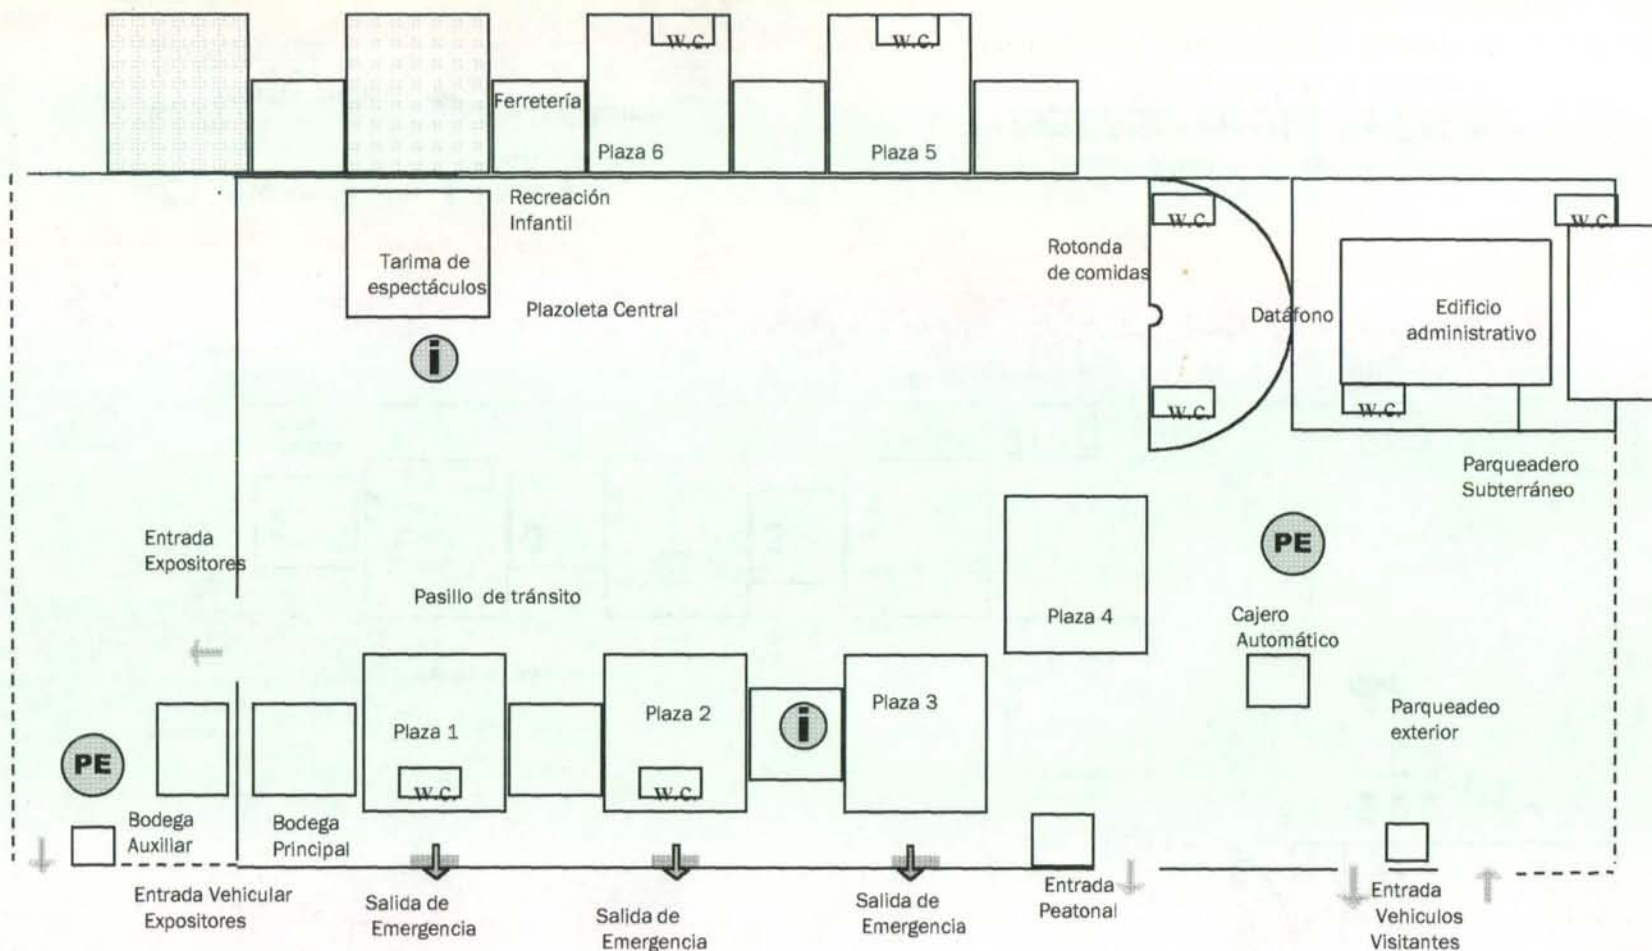 W.C.
W.C.
Ferretería
Plaza 6
Plaza 5
Recreación
Infantil
W.C.
W.C.
Rotonda
de comidas
Tarima de
espectáculos
Plazoleta Central
Datáfono
Edificio
administrativo
i
W.C.
W.C.
Parqueadero
Subterráneo
Entrada
Expositores
PE
Pasillo de tránsito
Plaza 4
Cajero
Automático
Plaza 1
Plaza 2
i
Plaza 3
Parqueadeo
exterior
PE
W.C.
W.C.
Bodega
Auxiliar
Bodega
Principal
Entrada Vehicular
Expositores
Salida de
Emergencia
Salida de
Emergencia
Salida de
Emergencia
Entrada
Peatonal
Entrada
Vehiculos
Visitantes